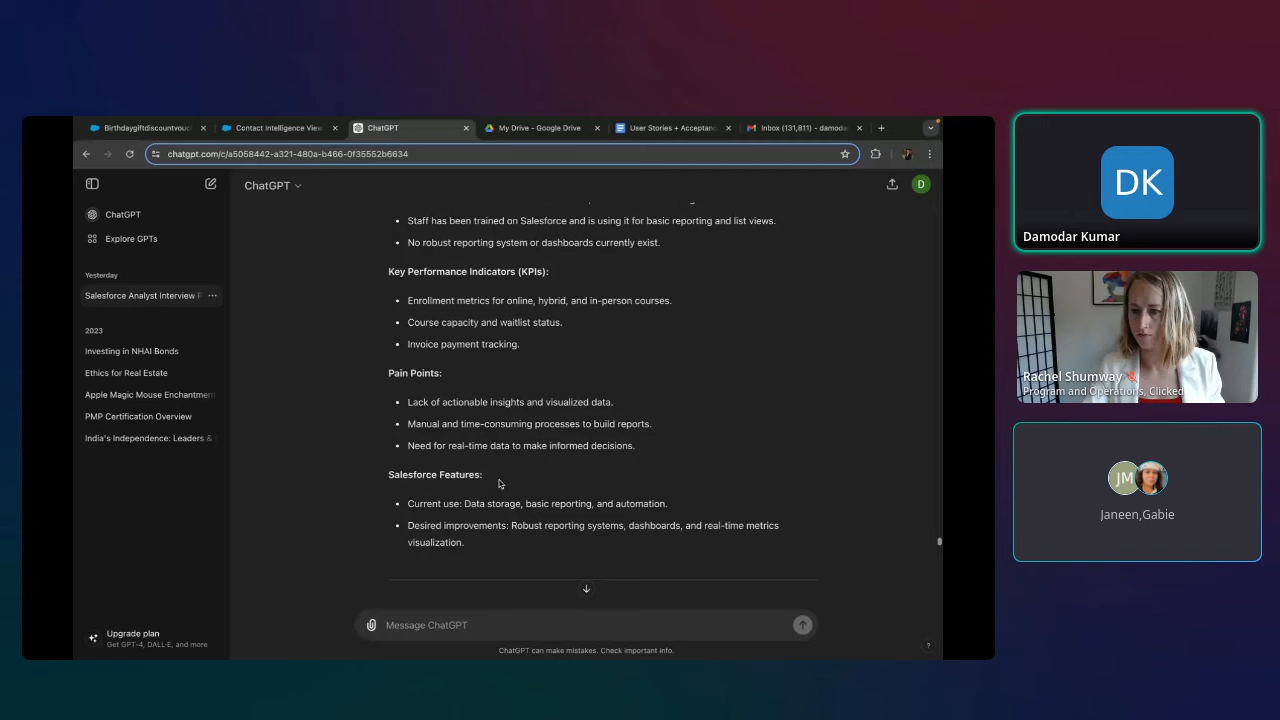 Birthdaygiftdiscountvouc
Contact Intelligence View
ChatGPT
My Drive - Google Drive
User Stories + Acceptanc
Inbox (131,811) - damoda
chatgpt.com/c/a5058442-a321-480a-b466-0f35552b6634
ChatGPT
D
ChatGPT
Explore GPTs
Yesterday
Salesforce Analyst Interview P
2023
Investing in NHAI Bonds
Ethics for Real Estate
Apple Magic Mouse Enchantment
PMP Certification Overview
India's Independence: Leaders &
Upgrade plan
Get GPT-4, DALL·E, and more
• Staff has been trained on Salesforce and is using it for basic reporting and list views.
• No robust reporting system or dashboards currently exist.
Key Performance Indicators (KPIs):
• Enrollment metrics for online, hybrid, and in-person courses.
• Course capacity and waitlist status.
• Invoice payment tracking.
Pain Points:
• Lack of actionable insights and visualized data.
• Manual and time-consuming processes to build reports.
• Need for real-time data to make informed decisions.
Salesforce Features:
• Current use: Data storage, basic reporting, and automation.
• Desired improvements: Robust reporting systems, dashboards, and real-time metrics
visualization.
Message ChatGPT
ChatGPT can make mistakes. Check important info.
?
DK
Damodar Kumar
Rachel Shumway
Program and Operations, Clicked
JM
Janeen,Gabie